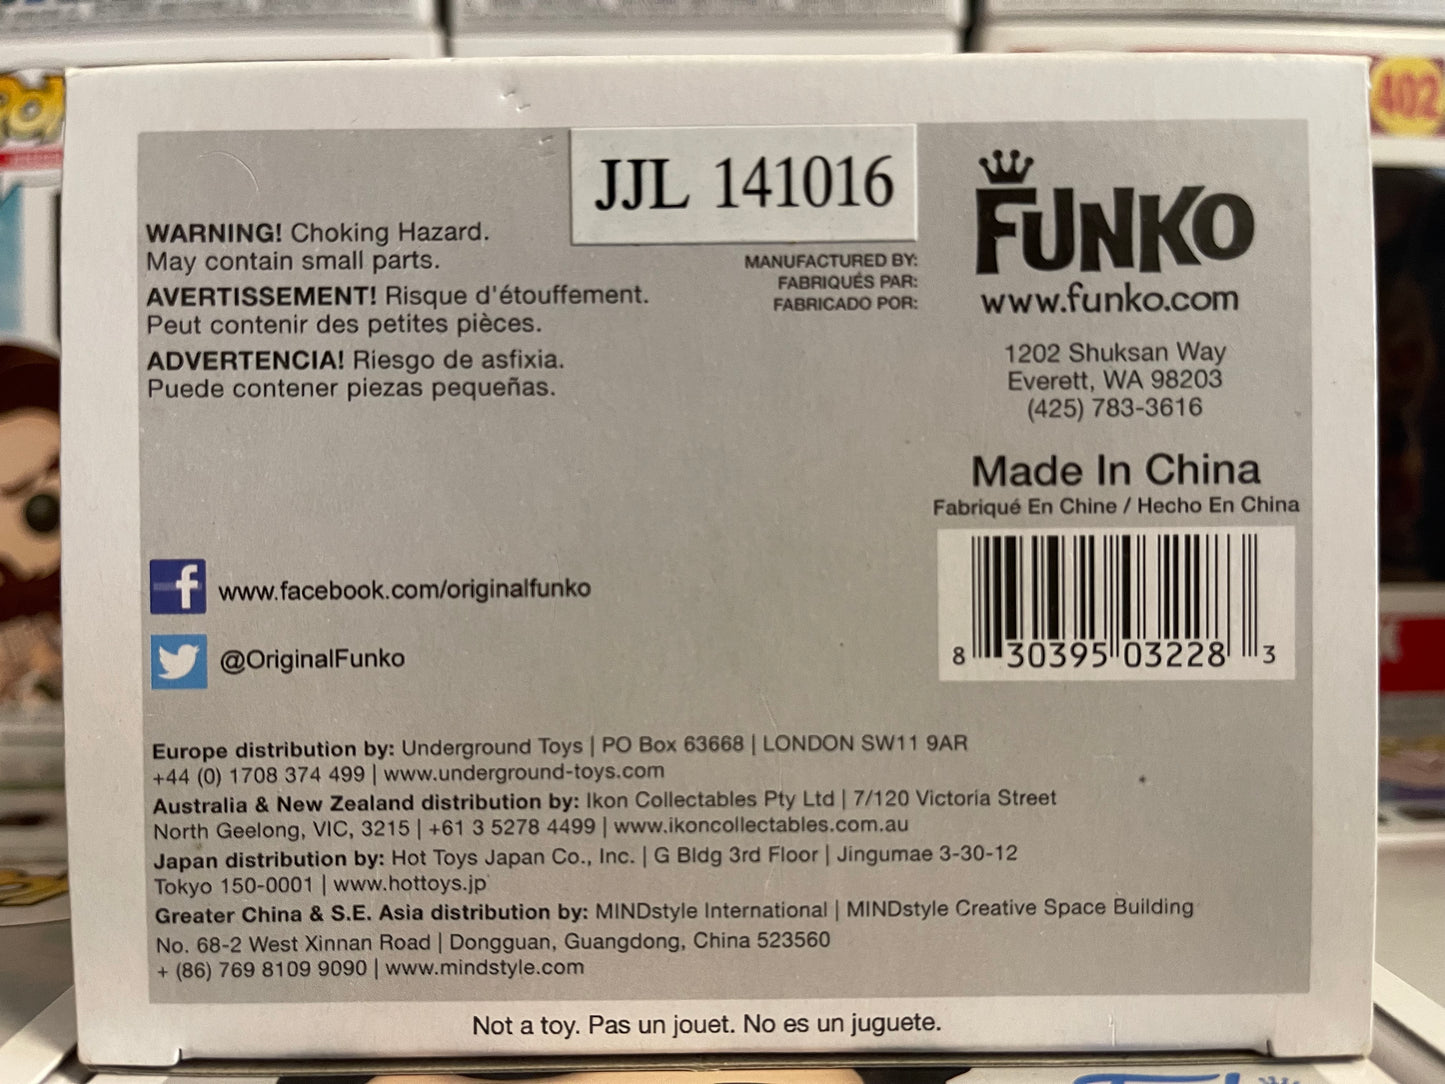 JJL 141016
WARNING! Choking Hazard.
May contain small parts.
AVERTISSEMENT! Risque d'étouffement.
Peut contenir des petites pièces.
ADVERTENCIA! Riesgo de asfixia.
Puede contener piezas pequeñas.
MANUFACTURED BY:
FABRIQUÉS PAR:
FABRICADO POR:
FUNKO
www.funko.com
1202 Shuksan Way
Everett, WA 98203
(425) 783-3616
Made In China
Fabriqué En Chine / Hecho En China
8 30395 03228 3
f www.facebook.com/originalfunko
@OriginalFunko
Europe distribution by: Underground Toys | PO Box 63668 | LONDON SW11 9AR
+44 (0) 1708 374 499 | www.underground-toys.com
Australia & New Zealand distribution by: Ikon Collectables Pty Ltd | 7/120 Victoria Street
North Geelong, VIC, 3215 | +61 3 5278 4499 | www.ikoncollectables.com.au
Japan distribution by: Hot Toys Japan Co., Inc. | G Bldg 3rd Floor | Jingumae 3-30-12
Tokyo 150-0001 | www.hottoys.jp
Greater China & S.E. Asia distribution by: MINDstyle International | MINDstyle Creative Space Building
No. 68-2 West Xinnan Road | Dongguan, Guangdong, China 523560
+ (86) 769 8109 9090 | www.mindstyle.com
Not a toy. Pas un jouet. No es un juguete.
402